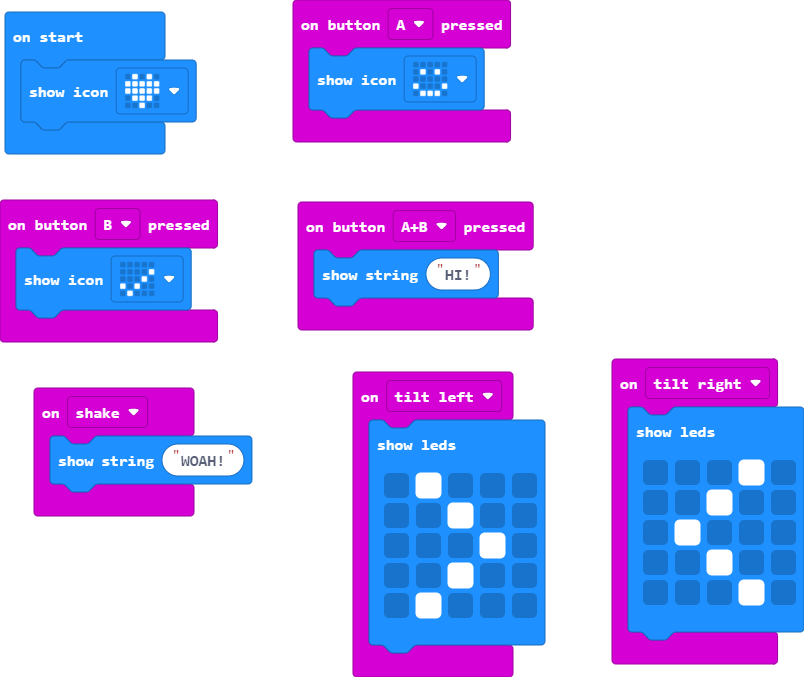 on start
show icon
on button A pressed
show icon
on button B pressed
show icon
on button A+B pressed
show string "HI!"
on shake
show string "WOAH!"
on tilt left
show leds
on tilt right
show leds